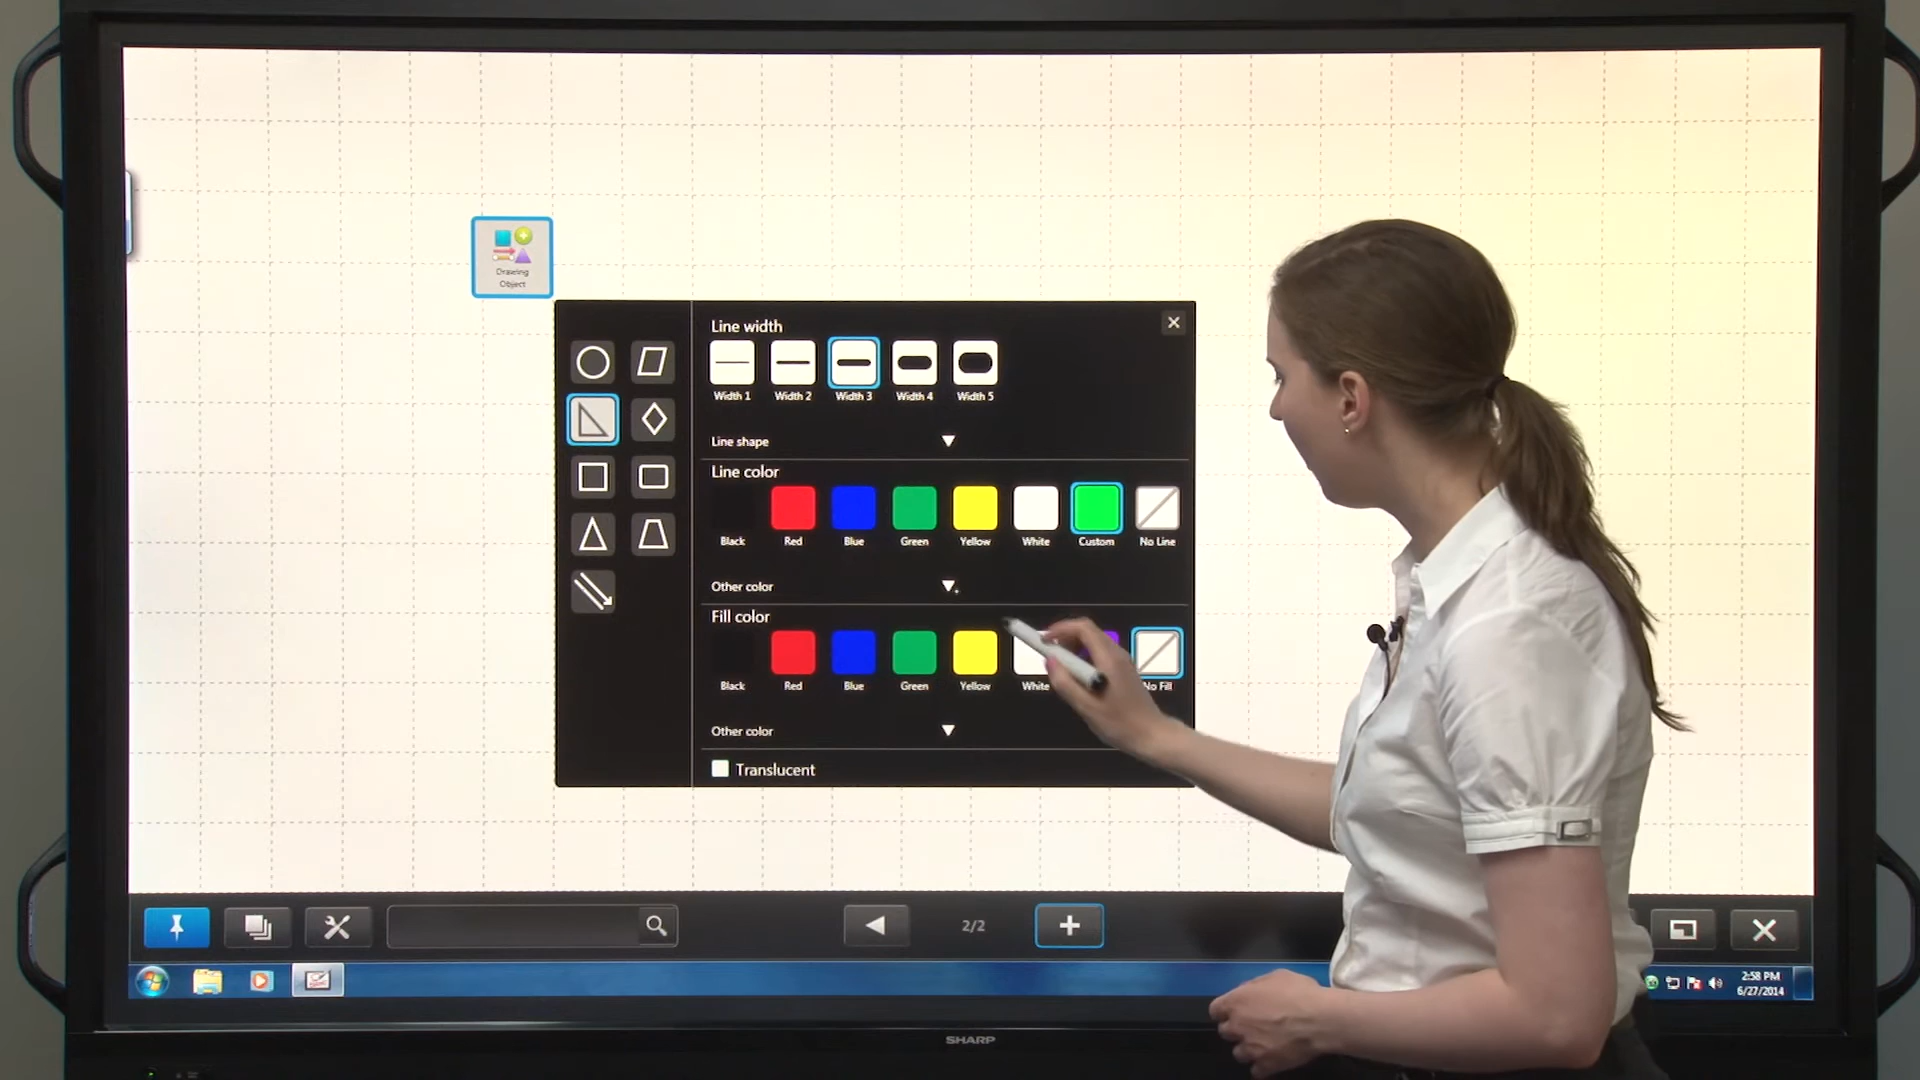 Drawing
Object
Line width
Width 1 Width 2 Width 3 Width 4 Width 5
Line shape
Line color
Black Red Blue Green Yellow White Custom No Line
Other color
Fill color
Black Red Blue Green Yellow White No Fill
Other color
Translucent
2/2
2:58 PM
6/27/2014
SHARP